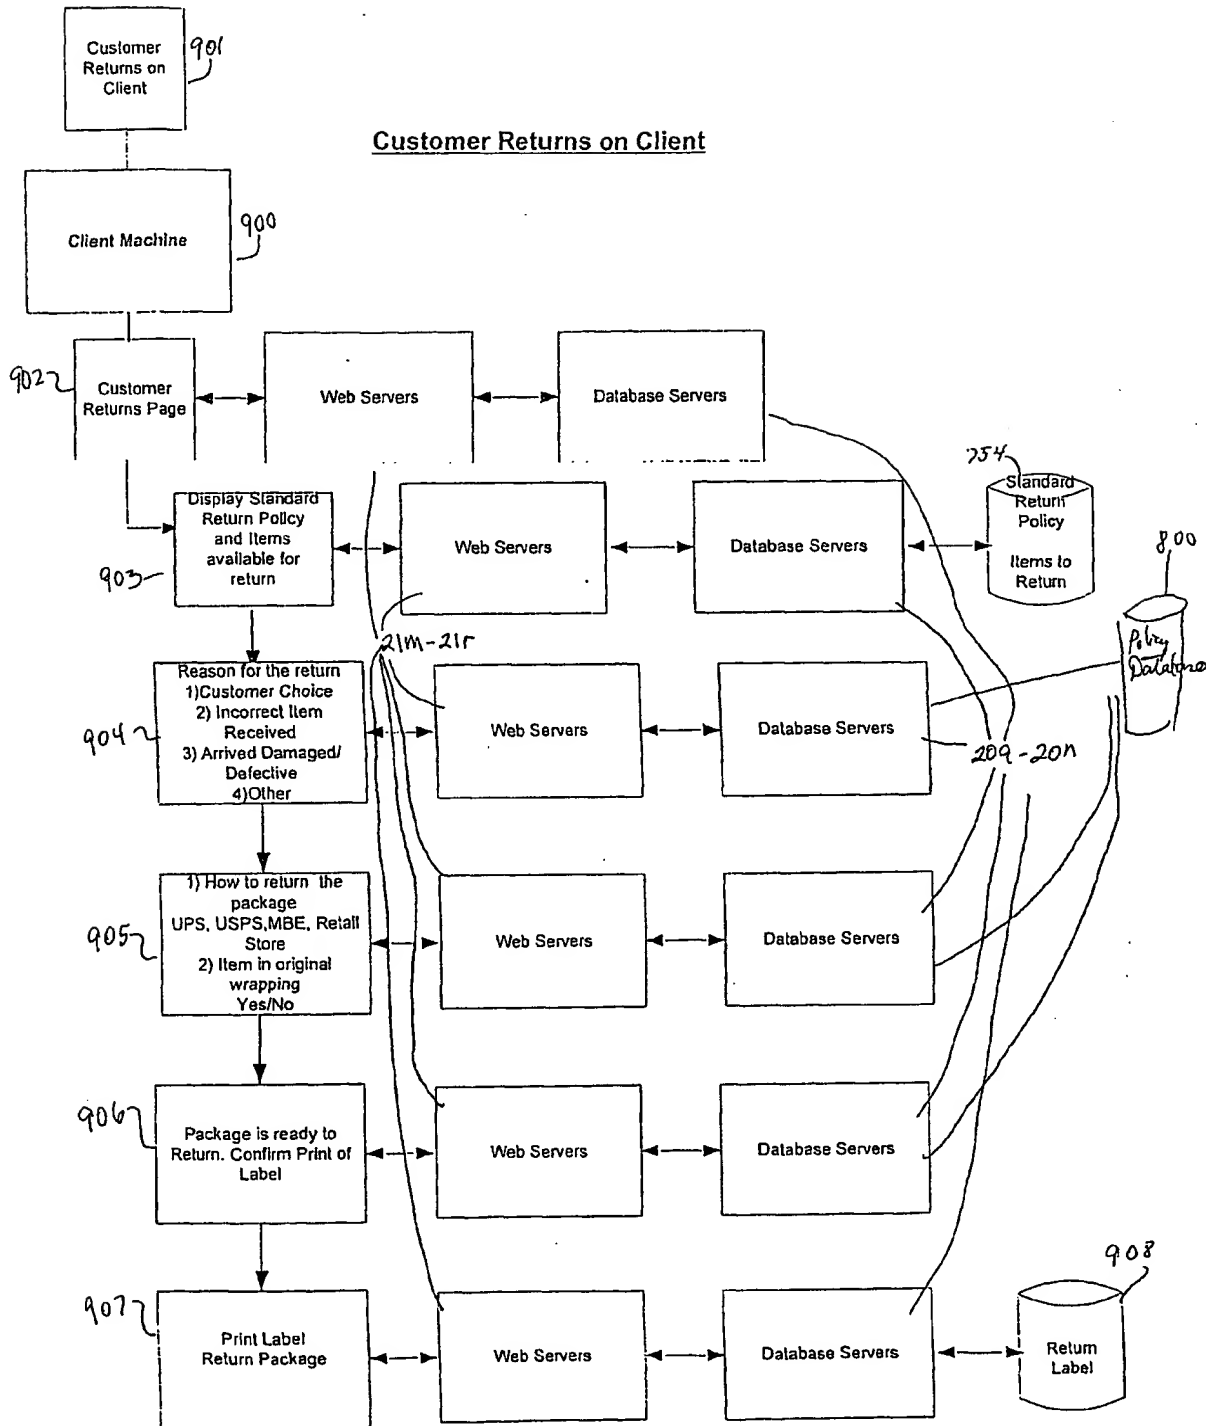 Customer
Returns on
Client
901
Customer Returns on Client
Client Machine
900
902
Customer
Returns Page
Web Servers
Database Servers
Display Standard
Return Policy
and Items
available for
return
903
Web Servers
Database Servers
754
Standard
Return
Policy
Items to
Return
800
Policy
Database
21m-21r
Reason for the return
1)Customer Choice
2) Incorrect Item
Received
3) Arrived Damaged/
Defective
4)Other
904
Web Servers
Database Servers
20q-20n
1) How to return the
package
UPS, USPS,MBE, Retail
Store
2) Item in original
wrapping
Yes/No
905
Web Servers
Database Servers
906
Package is ready to
Return. Confirm Print of
Label
Web Servers
Database Servers
907
Print Label
Return Package
Web Servers
Database Servers
908
Return
Label